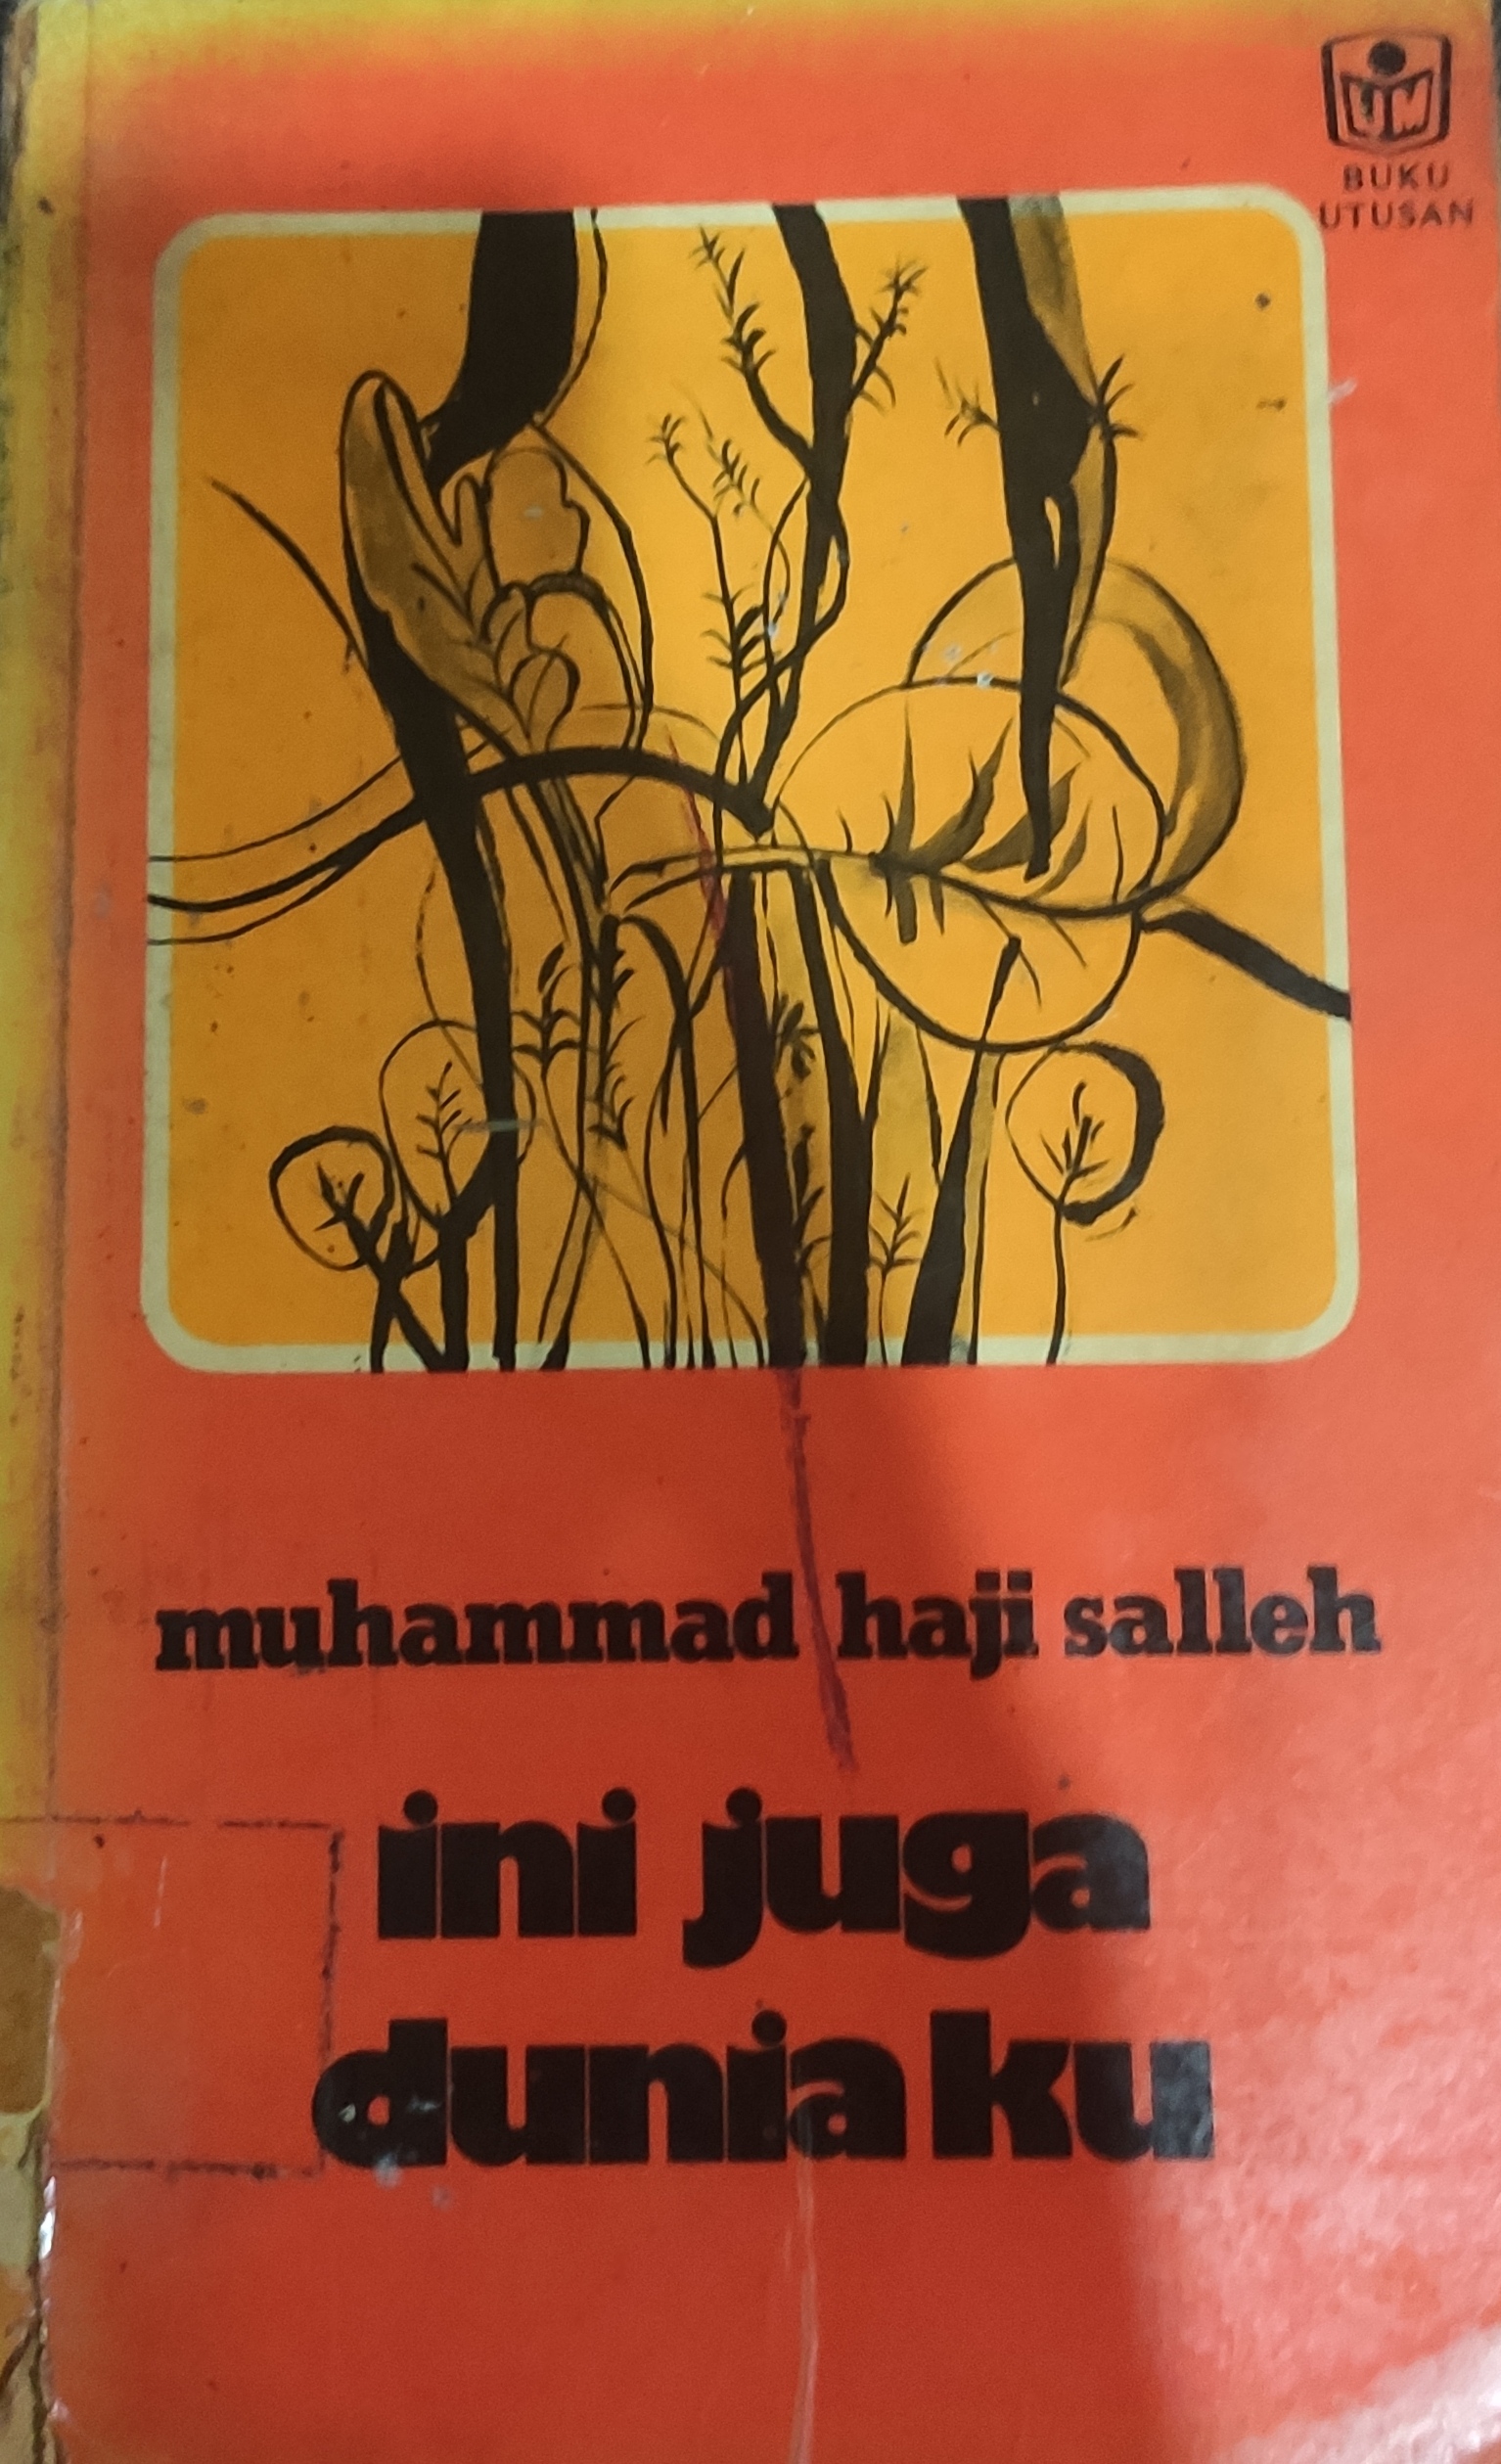 UM
BUKU
UTUSAN
muhammad haji salleh
ini juga
dunia ku